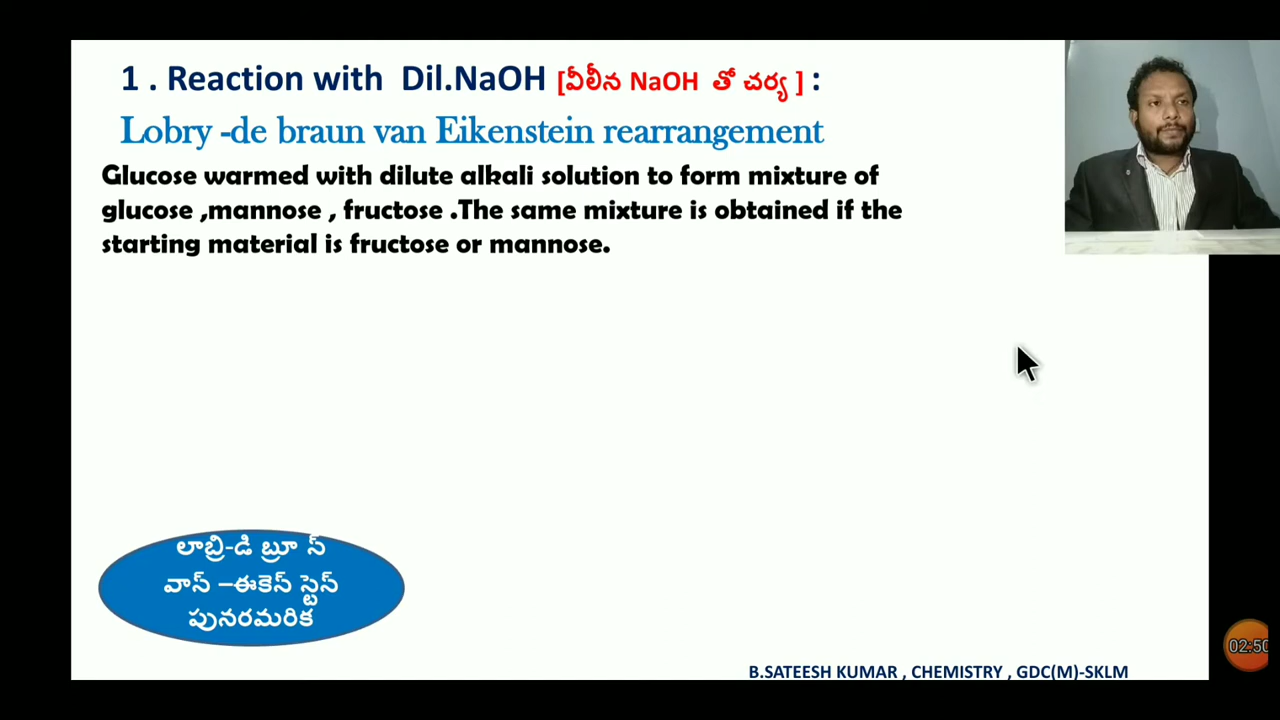 1 . Reaction with Dil.NaOH [వీలీన NaOH తో చర్య ] :
Lobry -de braun van Eikenstein rearrangement
Glucose warmed with dilute alkali solution to form mixture of
glucose ,mannose , fructose .The same mixture is obtained if the
starting material is fructose or mannose.
లాబ్రి-డి బ్రూ స్
వాస్ –ఈకెస్ స్టెస్
పునరమరిక
02:50
B.SATEESH KUMAR , CHEMISTRY , GDC(M)-SKLM